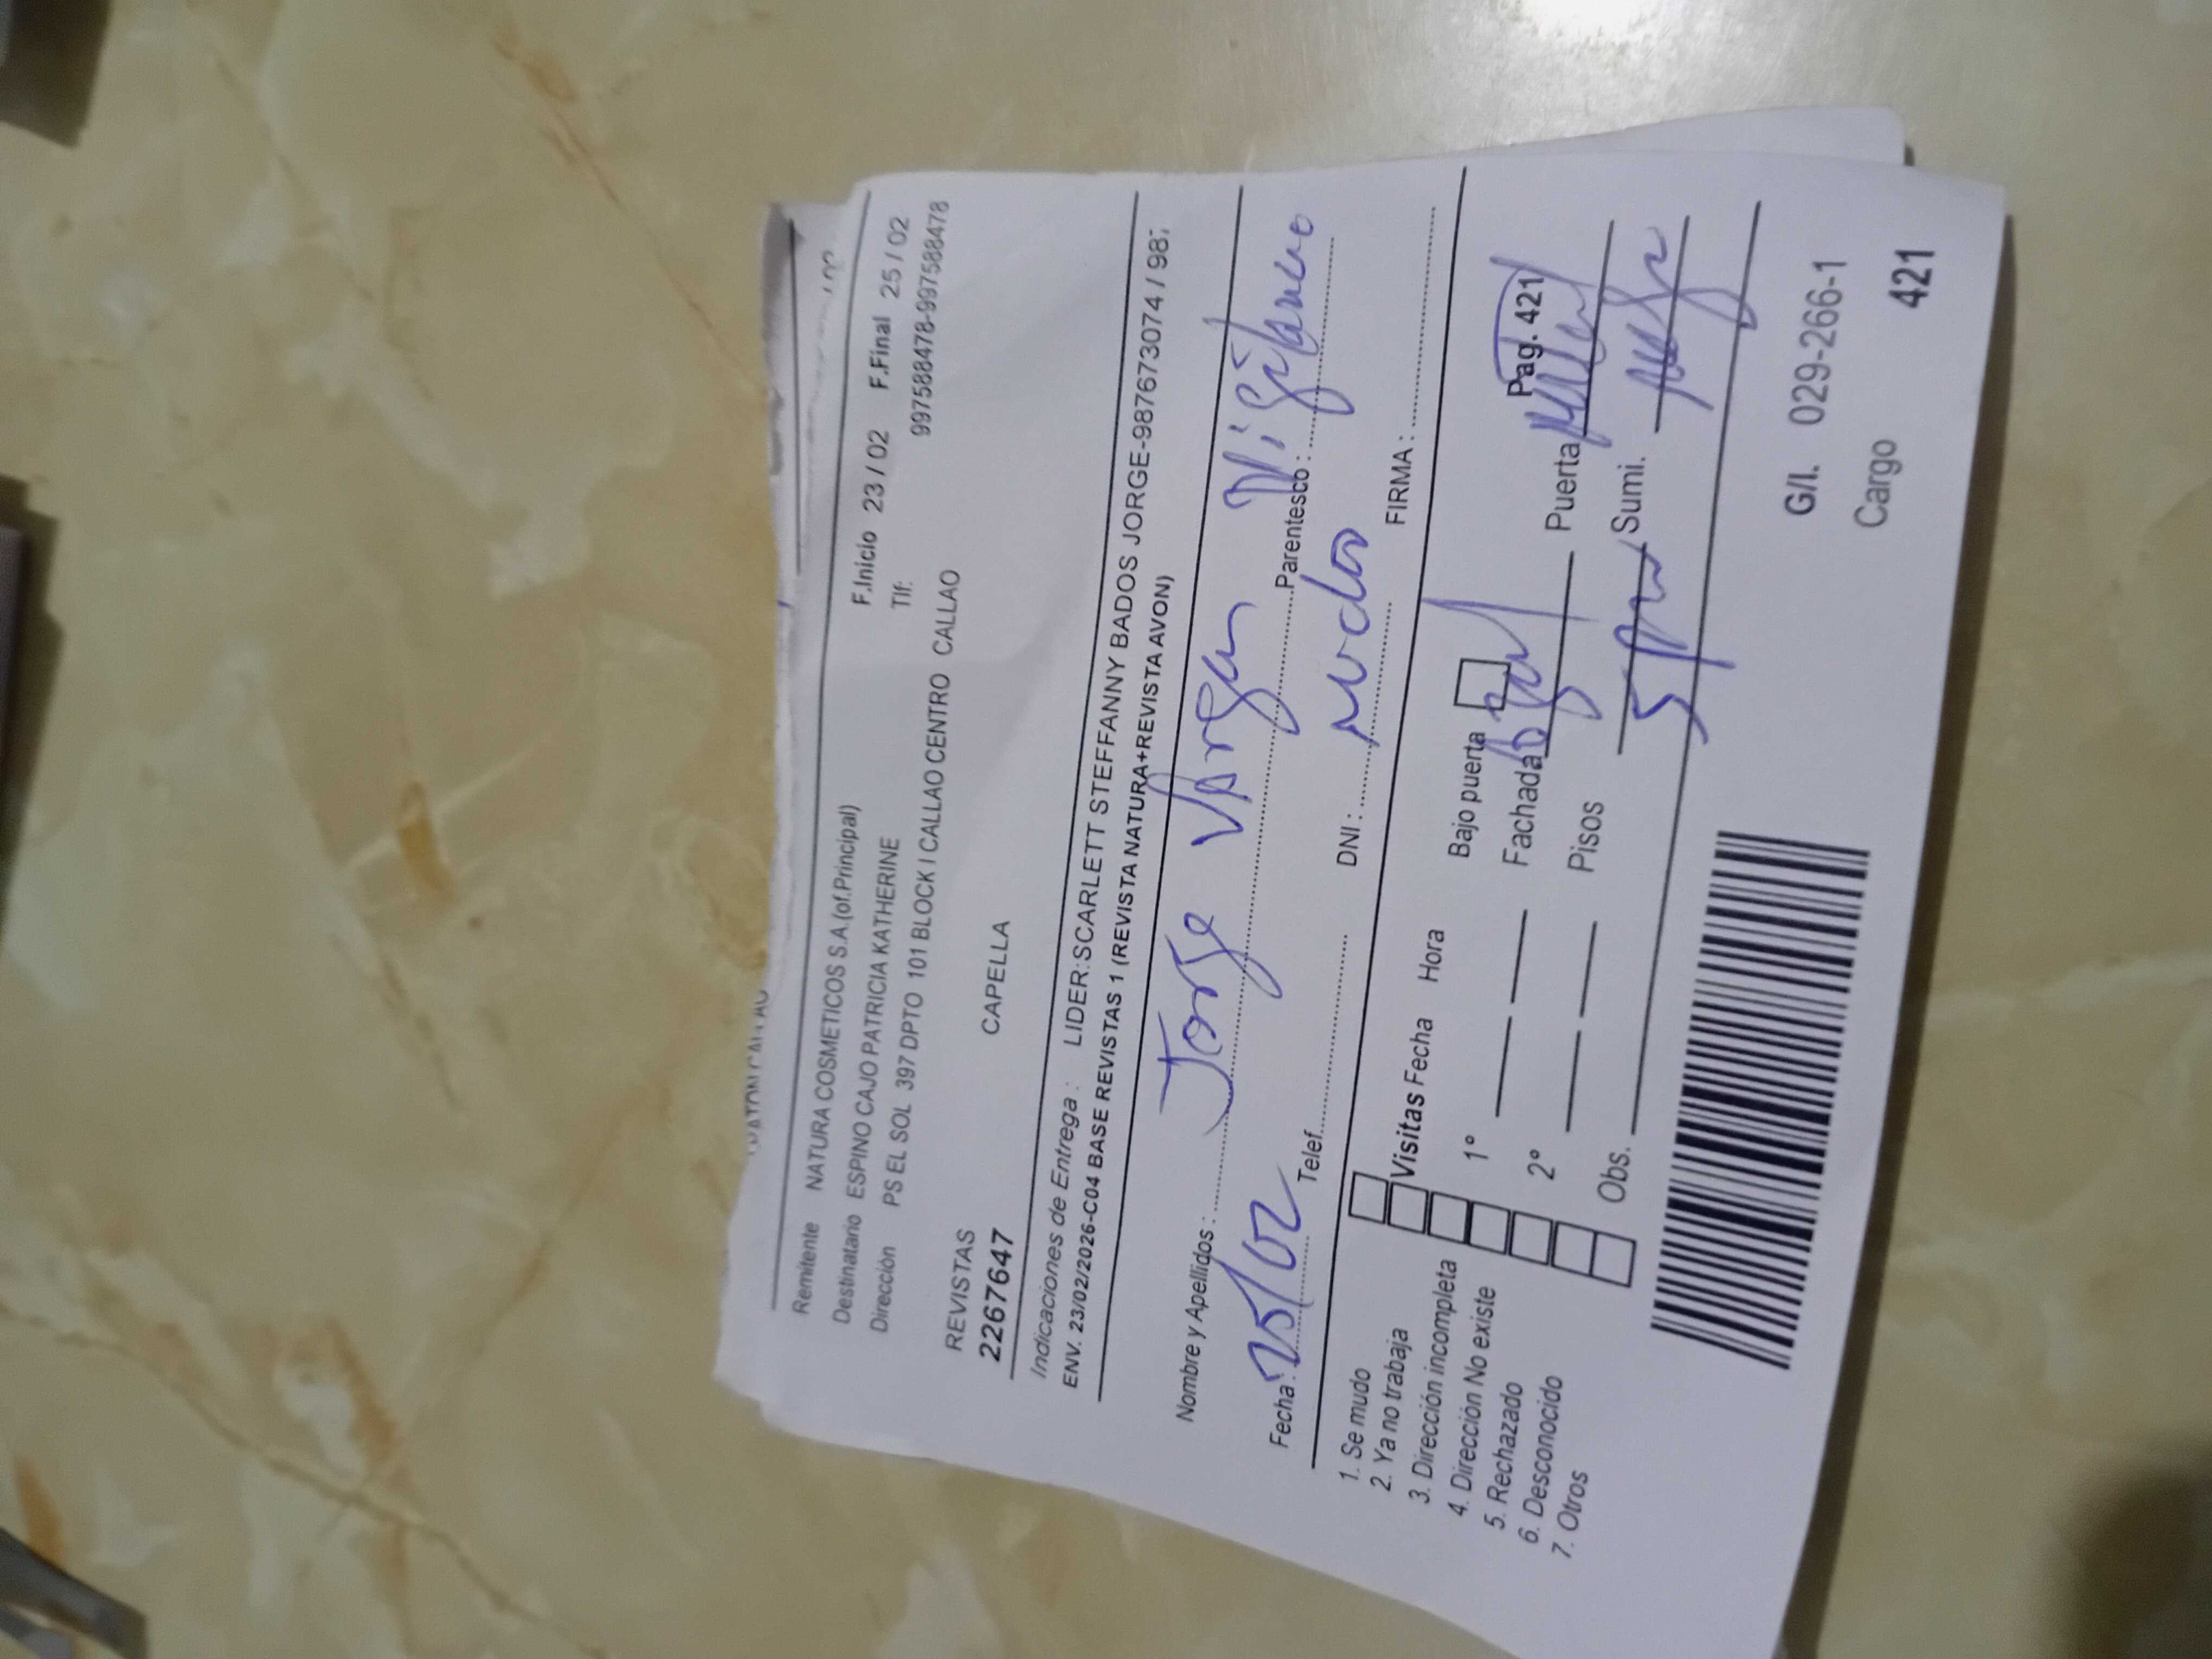 Remitente NATURA COSMETICOS S.A.(of.Principal)
Destinatario ESPINO CAJO PATRICIA KATHERINE F.Inicio 23 / 02 F.Final 25 / 02
Dirección PS EL SOL 397 DPTO 101 BLOCK I CALLAO CENTRO CALLAO Tlf: 997588478-997588478
REVISTAS
22677647 CAPELLA
Indicaciones de Entrega : LIDER:SCARLETT STEFFANNY BADOS JORGE-987673074 / 98
ENV. 23/02/2026-C04 BASE REVISTAS 1 (REVISTA NATURA+REVISTA AVON)
Nombre y Apellidos : Jorge Vargas
Fecha : 25/02 Telef. Parentesco :
DNI : FIRMA :
1. Se mudo
2. Ya no trabaja
3. Dirección incompleta
4. Dirección No existe
5. Rechazado
6. Desconocido
7. Otros
Visitas Fecha Hora Bajo puerta Pag. 421
1° Fachada Puerta
2° Pisos Sumi.
Obs.
G/I. 029-266-1
Cargo 421